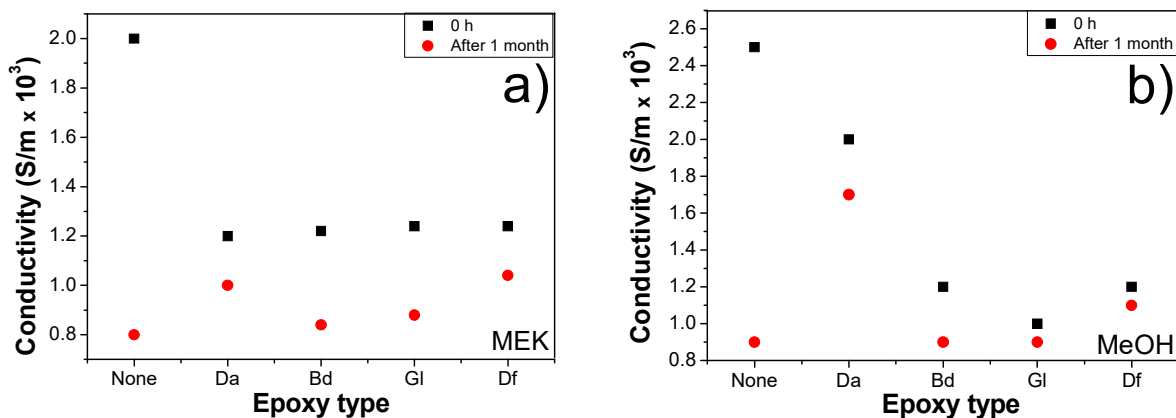 a)
0 h
After 1 month
Conductivity (S/m x 10³)
2.0
1.8
1.6
1.4
1.2
1.0
0.8
MEK
None Da Bd Gl Df
Epoxy type
b)
0 h
After 1 month
Conductivity (S/m x 10³)
2.6
2.4
2.2
2.0
1.8
1.6
1.4
1.2
1.0
0.8
MeOH
None Da Bd Gl Df
Epoxy type